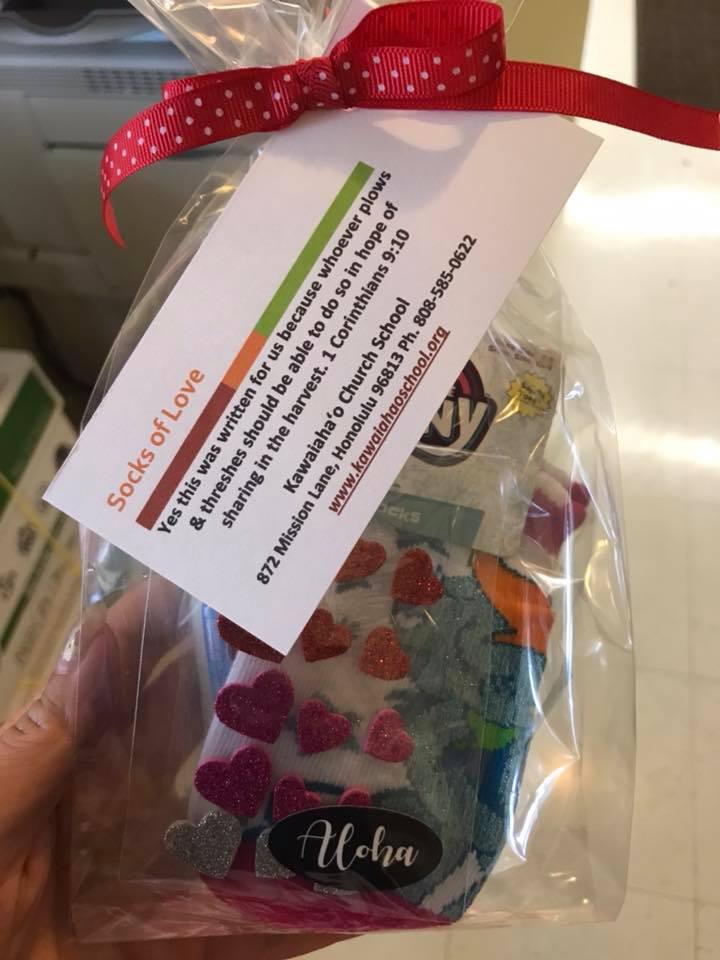 Socks of Love
Yes this was written for us because whoever plows
& threshes should be able to do so in hope of
sharing in the harvest. 1 Corinthians 9:10
Kawaiaha‘o Church School
872 Mission Lane, Honolulu 96813 Ph. 808-585-0622
www.kawaiahaoschool.org
ocks
Aloha